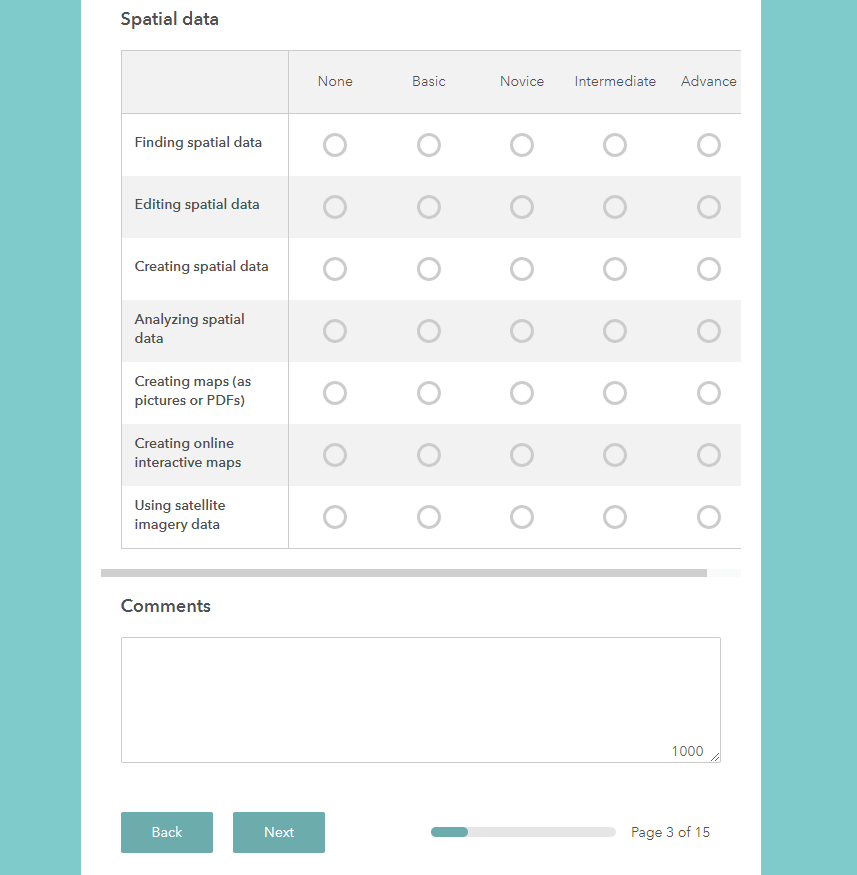 Spatial data
None Basic Novice Intermediate Advance
Finding spatial data
Editing spatial data
Creating spatial data
Analyzing spatial
data
Creating maps (as
pictures or PDFs)
Creating online
interactive maps
Using satellite
imagery data
Comments
1000
Back Next Page 3 of 15